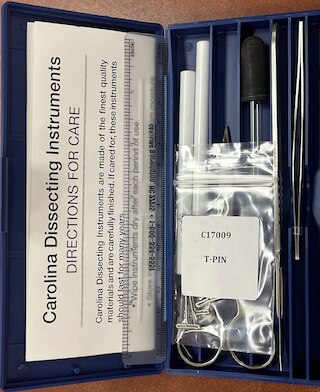 Carolina Dissecting Instruments
DIRECTIONS FOR CARE
Carolina Dissecting Instruments are made of the finest quality
materials and are carefully finished. If cared for, these instruments
should last for many years.
• Wipe instruments dry after each period of use.
• Store
C17009
T-PIN